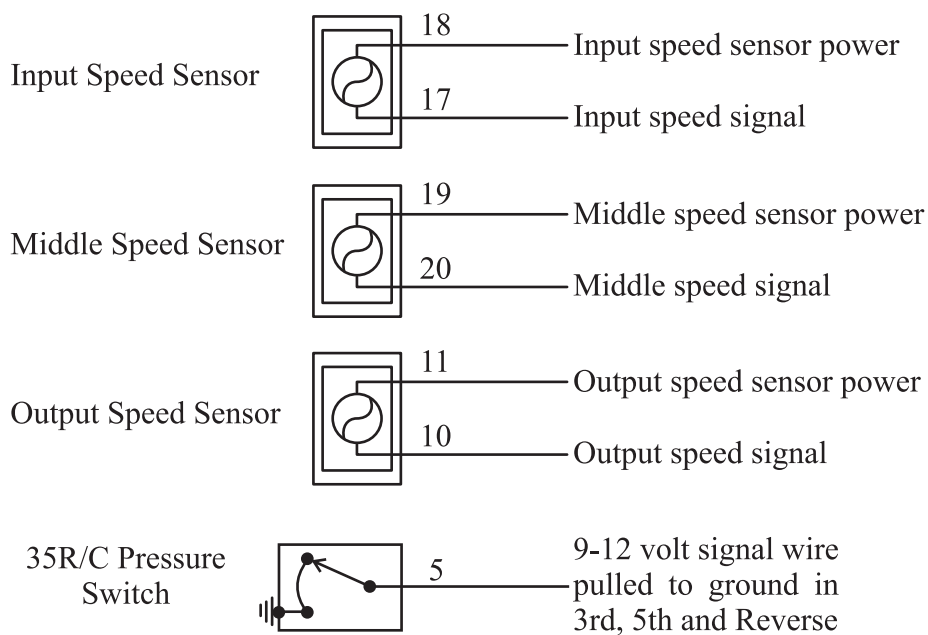 18
Input speed sensor power
Input Speed Sensor
17
Input speed signal
19
Middle speed sensor power
Middle Speed Sensor
20
Middle speed signal
11
Output speed sensor power
Output Speed Sensor
10
Output speed signal
35R/C Pressure
Switch
5
9-12 volt signal wire
pulled to ground in
3rd, 5th and Reverse